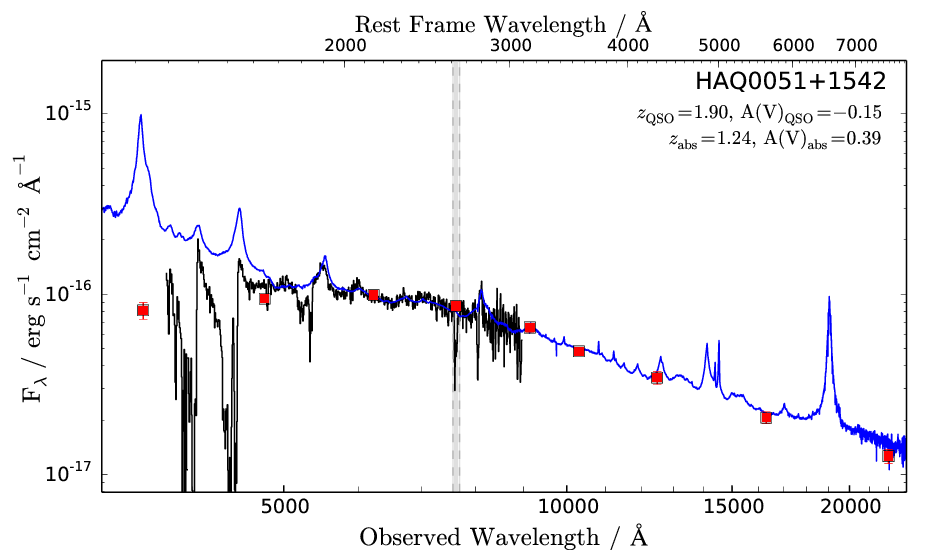 Rest Frame Wavelength / Å
2000 3000 4000 5000 6000 7000
HAQ0051+1542
z_QSO=1.90, A(V)_QSO=−0.15
z_abs=1.24, A(V)_abs=0.39
10^-15
10^-16
10^-17
F_λ / erg s^−1 cm^−2 Å^−1
5000 10000 15000 20000
Observed Wavelength / Å